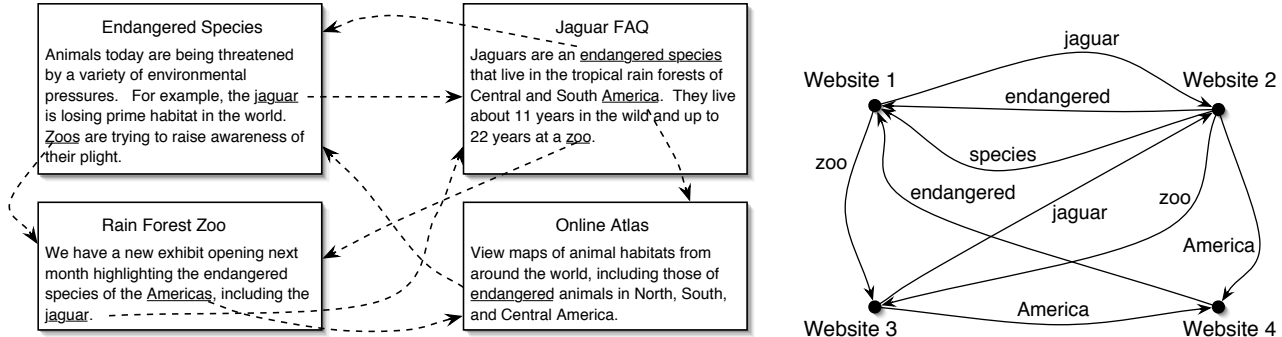 Endangered Species
Animals today are being threatened
by a variety of environmental
pressures. For example, the jaguar
is losing prime habitat in the world.
Zoos are trying to raise awareness of
their plight.
Jaguar FAQ
Jaguars are an endangered species
that live in the tropical rain forests of
Central and South America. They live
about 11 years in the wild and up to
22 years at a zoo.
Rain Forest Zoo
We have a new exhibit opening next
month highlighting the endangered
species of the Americas, including the
jaguar.
Online Atlas
View maps of animal habitats from
around the world, including those of
endangered animals in North, South,
and Central America.
jaguar
Website 1
Website 2
endangered
species
zoo
endangered
jaguar
zoo
America
America
Website 3
Website 4